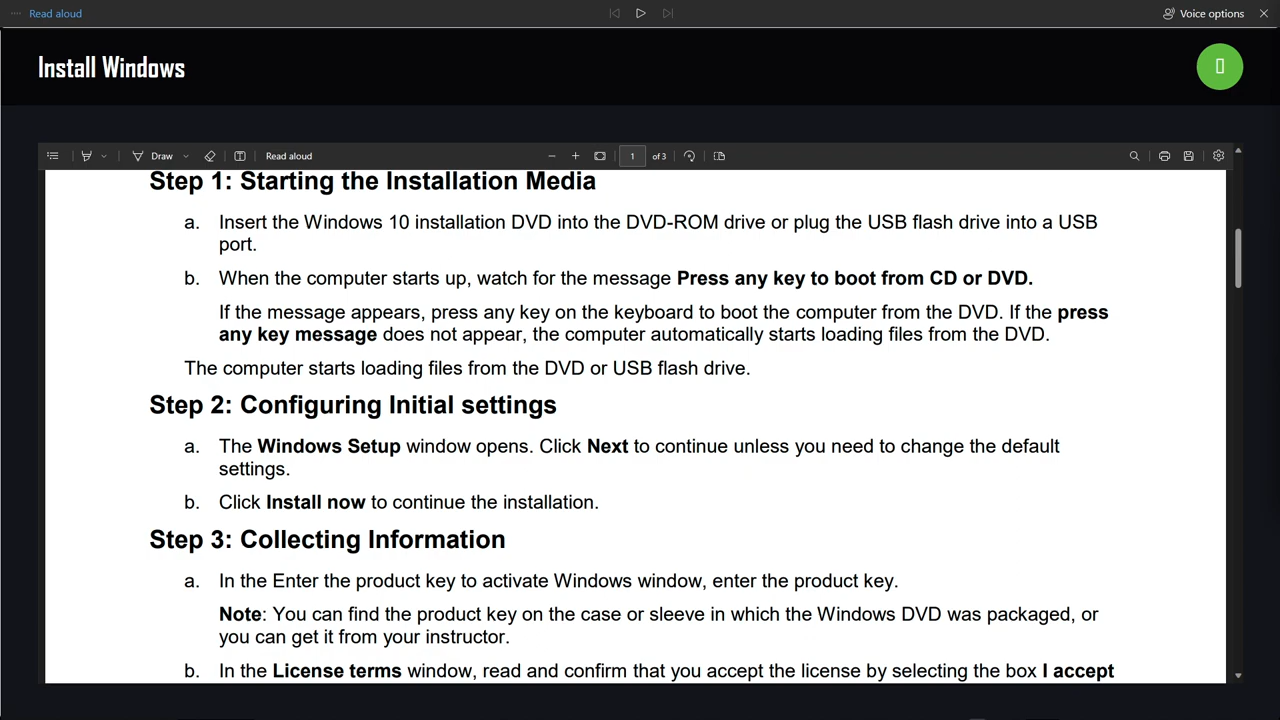 Read aloud
Voice options
Install Windows
Draw
Read aloud
1 of 3
Step 1: Starting the Installation Media
a. Insert the Windows 10 installation DVD into the DVD-ROM drive or plug the USB flash drive into a USB
port.
b. When the computer starts up, watch for the message Press any key to boot from CD or DVD.
If the message appears, press any key on the keyboard to boot the computer from the DVD. If the press
any key message does not appear, the computer automatically starts loading files from the DVD.
The computer starts loading files from the DVD or USB flash drive.
Step 2: Configuring Initial settings
a. The Windows Setup window opens. Click Next to continue unless you need to change the default
settings.
b. Click Install now to continue the installation.
Step 3: Collecting Information
a. In the Enter the product key to activate Windows window, enter the product key.
Note: You can find the product key on the case or sleeve in which the Windows DVD was packaged, or
you can get it from your instructor.
b. In the License terms window, read and confirm that you accept the license by selecting the box I accept